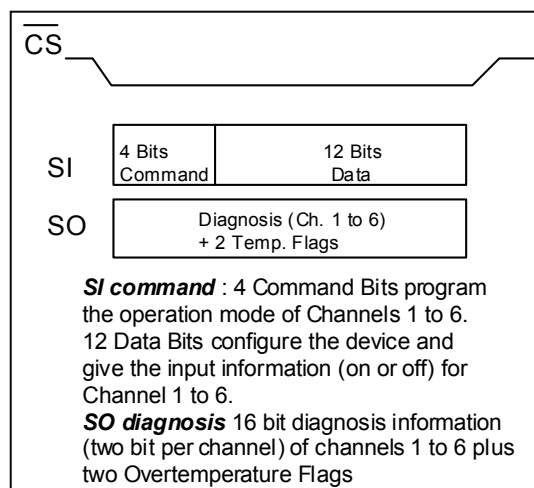 CS
SI
4 Bits
Command
12 Bits
Data
SO
Diagnosis (Ch. 1 to 6)
+ 2 Temp. Flags
SI command : 4 Command Bits program
the operation mode of Channels 1 to 6.
12 Data Bits configure the device and
give the input information (on or off) for
Channel 1 to 6.
SO diagnosis 16 bit diagnosis information
(two bit per channel) of channels 1 to 6 plus
two Overtemperature Flags